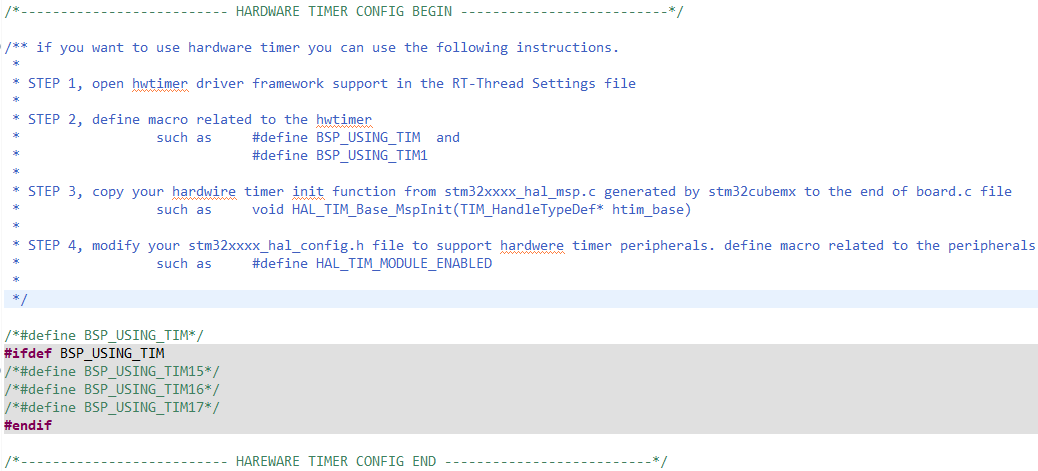 /*-------------------------- HARDWARE TIMER CONFIG BEGIN --------------------------*/
/** if you want to use hardware timer you can use the following instructions.
 *
 * STEP 1, open hwtimer driver framework support in the RT-Thread Settings file
 *
 * STEP 2, define macro related to the hwtimer
 *                 such as     #define BSP_USING_TIM  and
 *                             #define BSP_USING_TIM1
 *
 * STEP 3, copy your hardwire timer init function from stm32xxxx_hal_msp.c generated by stm32cubemx to the end of board.c file
 *                 such as     void HAL_TIM_Base_MspInit(TIM_HandleTypeDef* htim_base)
 *
 * STEP 4, modify your stm32xxxx_hal_config.h file to support hardwere timer peripherals. define macro related to the peripherals
 *                 such as     #define HAL_TIM_MODULE_ENABLED
 *
 */
/*#define BSP_USING_TIM*/
#ifdef BSP_USING_TIM
/*#define BSP_USING_TIM15*/
/*#define BSP_USING_TIM16*/
/*#define BSP_USING_TIM17*/
#endif
/*-------------------------- HAREWARE TIMER CONFIG END --------------------------*/